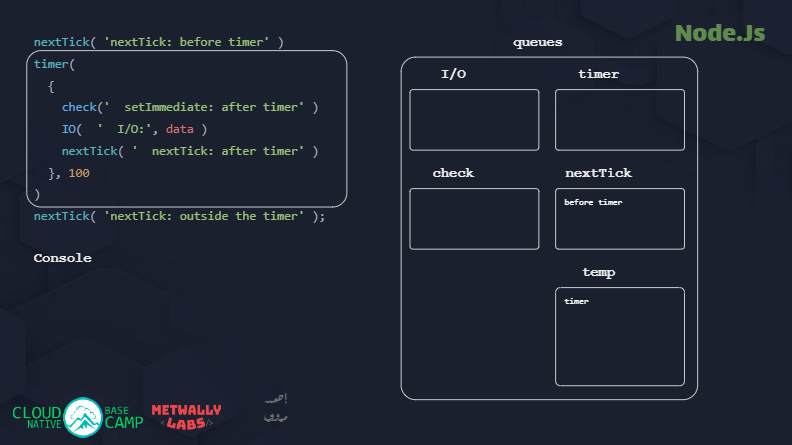 Node.Js
nextTick( 'nextTick: before timer' )
timer(
{
check(' setImmediate: after timer' )
IO( ' I/O:', data )
nextTick( ' nextTick: after timer' )
}, 100
)
nextTick( 'nextTick: outside the timer' );
Console
queues
I/O
timer
check
nextTick
before timer
temp
timer
CLOUD NATIVE BASE CAMP
METWALLY
<LABS/>